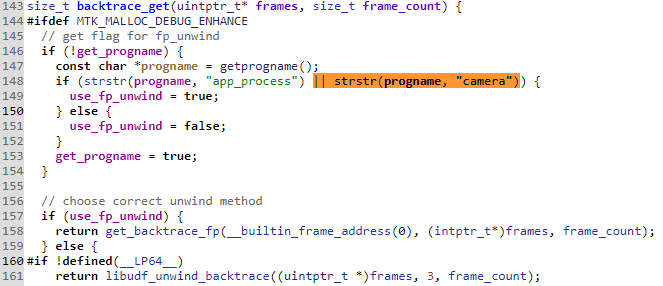 143 size_t backtrace_get(uintptr_t* frames, size_t frame_count) {
144 #ifdef MTK_MALLOC_DEBUG_ENHANCE
145   // get flag for fp_unwind
146   if (!get_progname) {
147     const char *progname = getprogname();
148     if (strstr(progname, "app_process") || strstr(progname, "camera")) {
149       use_fp_unwind = true;
150     } else {
151       use_fp_unwind = false;
152     }
153     get_progname = true;
154   }
155
156   // choose correct unwind method
157   if (use_fp_unwind) {
158     return get_backtrace_fp(__builtin_frame_address(0), (intptr_t*)frames, frame_count);
159   } else {
160 #if !defined(__LP64__)
161     return libudf_unwind_backtrace((uintptr_t *)frames, 3, frame_count);